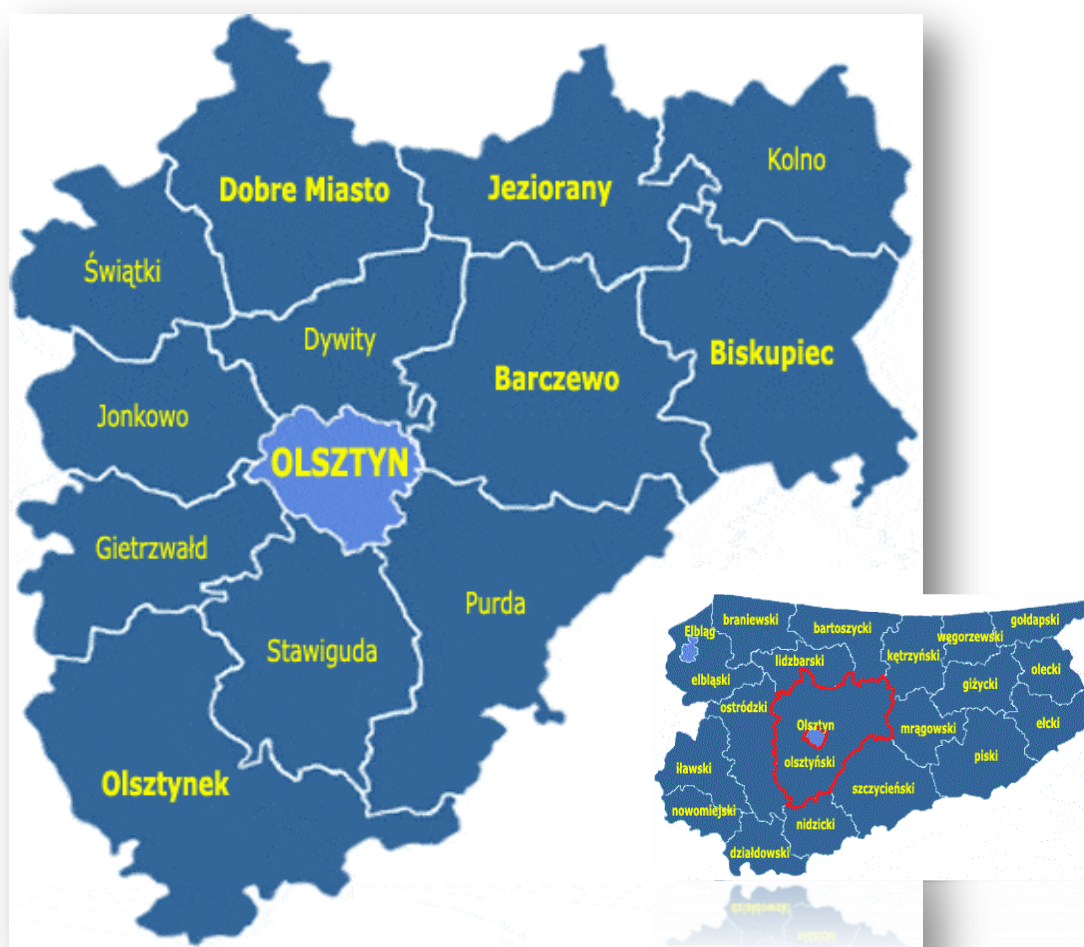 Kolno
Dobre Miasto
Jeziorany
Świątki
Dywity
Biskupiec
Barczewo
Jonkowo
OLSZTYN
Gietrzwałd
Purda
Stawiguda
Olsztynek
gołdapski
braniewski
bartoszycki
Elbląg
węgorzewski
kętrzyński
lidzbarski
olecki
elbląski
giżycki
ostródzki
Olsztyn
ełcki
mrągowski
piski
olsztyński
iławski
szczycieński
nowomiejski
nidzicki
działdowski